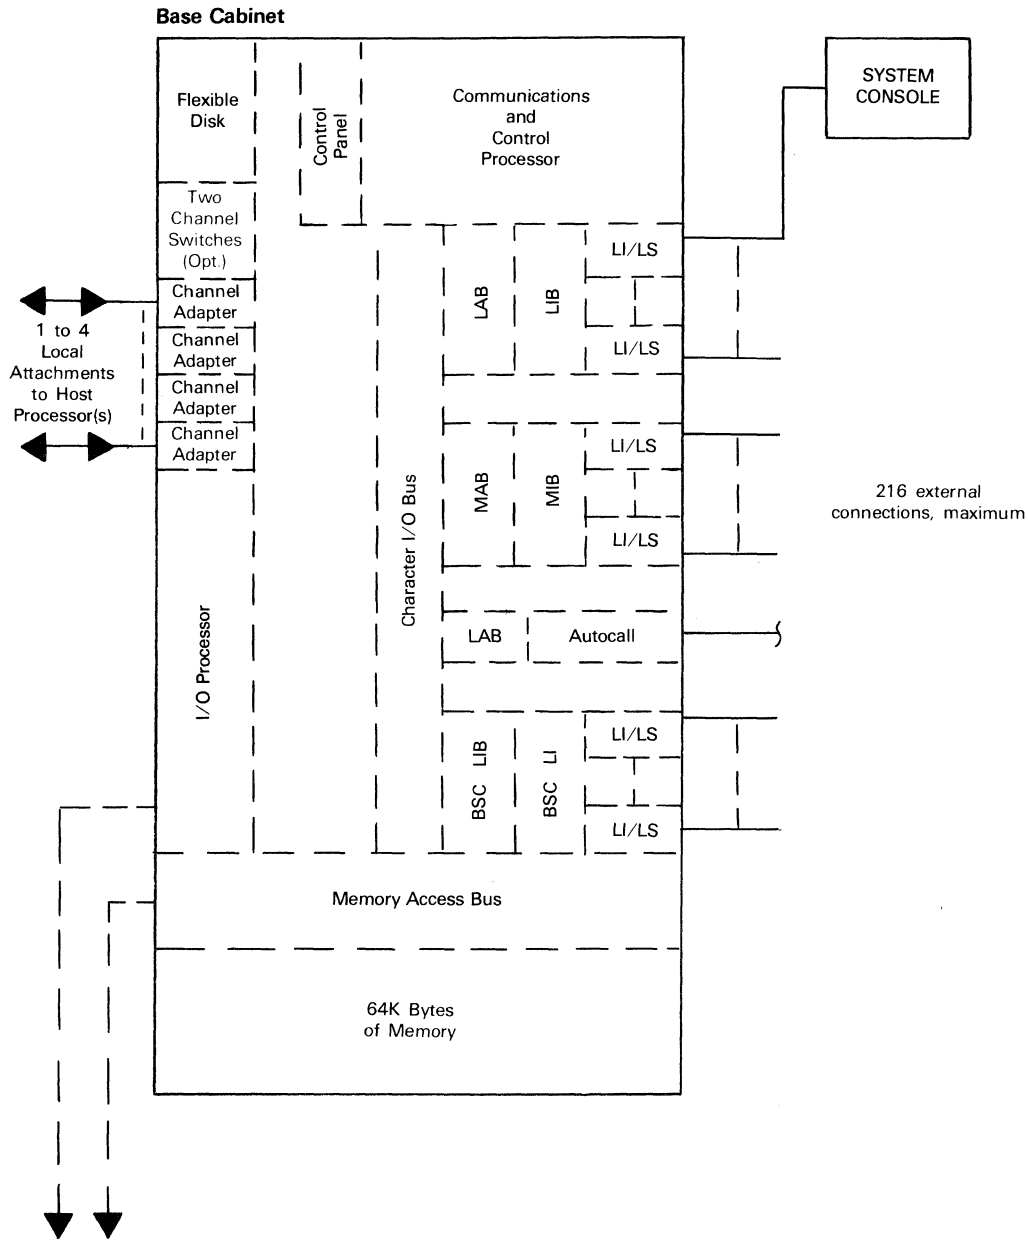 Base Cabinet
Flexible
Disk
Control
Panel
Communications
and
Control
Processor
SYSTEM
CONSOLE
Two
Channel
Switches
(Opt.)
Channel
Adapter
Channel
Adapter
Channel
Adapter
Channel
Adapter
1 to 4
Local
Attachments
to Host
Processor(s)
I/O Processor
Character I/O Bus
LAB
LIB
LI/LS
LI/LS
MAB
MIB
LI/LS
LI/LS
216 external
connections, maximum
LAB
Autocall
BSC LIB
BSC LI
LI/LS
LI/LS
Memory Access Bus
64K Bytes
of Memory